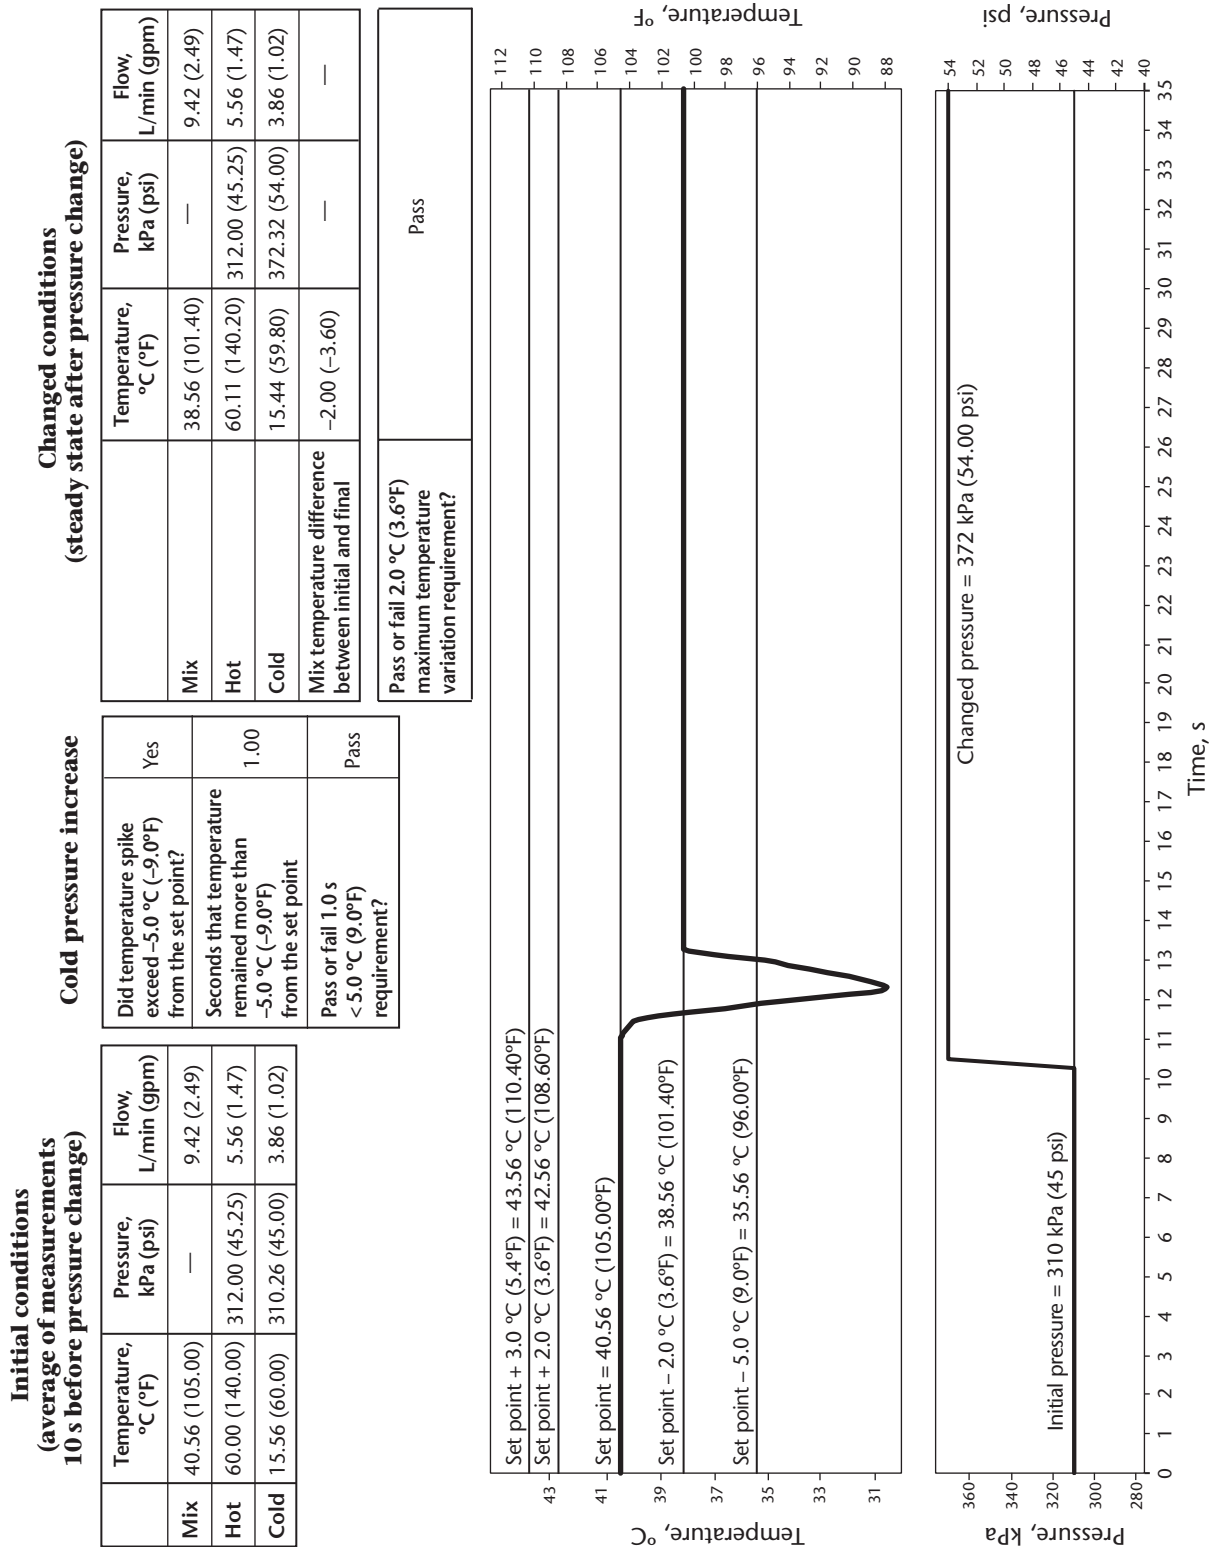 Initial conditions
(average of measurements
10 s before pressure change)
Temperature, °C (°F) Pressure, kPa (psi) Flow, L/min (gpm)
Mix 40.56 (105.00) — 9.42 (2.49)
Hot 60.00 (140.00) 312.00 (45.25) 5.56 (1.47)
Cold 15.56 (60.00) 310.26 (45.00) 3.86 (1.02)
Cold pressure increase
Did temperature spike
exceed –5.0 °C (–9.0°F)
from the set point?
Yes
Seconds that temperature
remained more than
–5.0 °C (–9.0°F)
from the set point
1.00
Pass or fail 1.0 s
< 5.0 °C (9.0°F)
requirement?
Pass
Changed conditions
(steady state after pressure change)
Temperature, °C (°F) Pressure, kPa (psi) Flow, L/min (gpm)
Mix 38.56 (101.40) — 9.42 (2.49)
Hot 60.11 (140.20) 312.00 (45.25) 5.56 (1.47)
Cold 15.44 (59.80) 372.32 (54.00) 3.86 (1.02)
Mix temperature difference
between initial and final
–2.00 (–3.60) — —
Pass or fail 2.0 °C (3.6°F)
maximum temperature
variation requirement?
Pass
Temperature, °C
43
41
39
37
35
33
31
Set point + 3.0 °C (5.4°F) = 43.56 °C (110.40°F)
Set point + 2.0 °C (3.6°F) = 42.56 °C (108.60°F)
Set point = 40.56 °C (105.00°F)
Set point – 2.0 °C (3.6°F) = 38.56 °C (101.40°F)
Set point – 5.0 °C (9.0°F) = 35.56 °C (96.00°F)
112
110
108
106
104
102
100
98
96
94
92
90
88
Temperature, °F
Pressure, kPa
360
340
320
300
280
Initial pressure = 310 kPa (45 psi)
Changed pressure = 372 kPa (54.00 psi)
54
52
50
48
46
44
42
40
Pressure, psi
0 1 2 3 4 5 6 7 8 9 10 11 12 13 14 15 16 17 18 19 20 21 22 23 24 25 26 27 28 29 30 31 32 33 34 35
Time, s